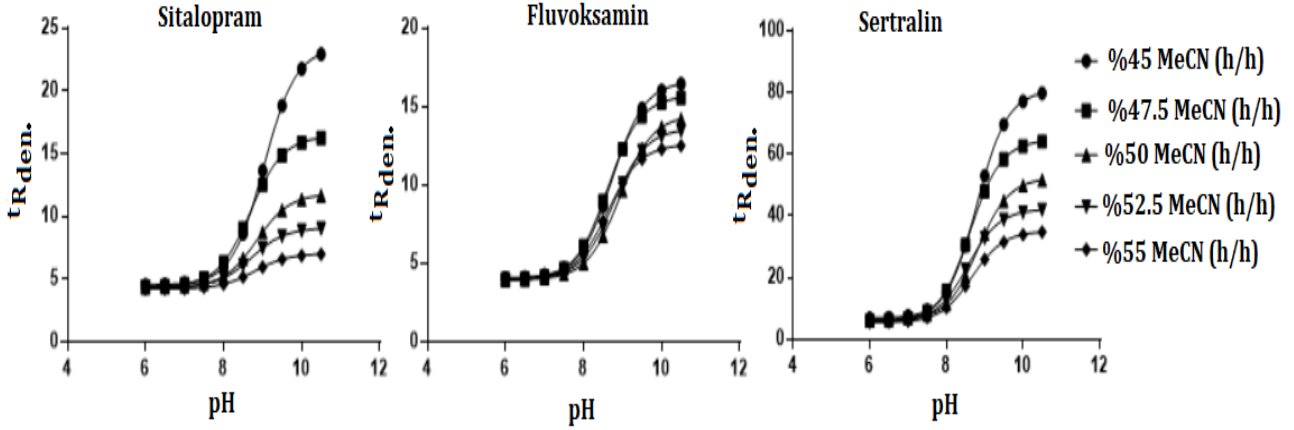 Sitalopram
25
20
15
10
5
0
4 6 8 10 12
tRden.
pH
Fluvoksamin
20
15
10
5
0
4 6 8 10 12
tRden.
pH
Sertralin
100
80
60
40
20
0
4 6 8 10 12
tRden.
pH
%45 MeCN (h/h)
%47.5 MeCN (h/h)
%50 MeCN (h/h)
%52.5 MeCN (h/h)
%55 MeCN (h/h)